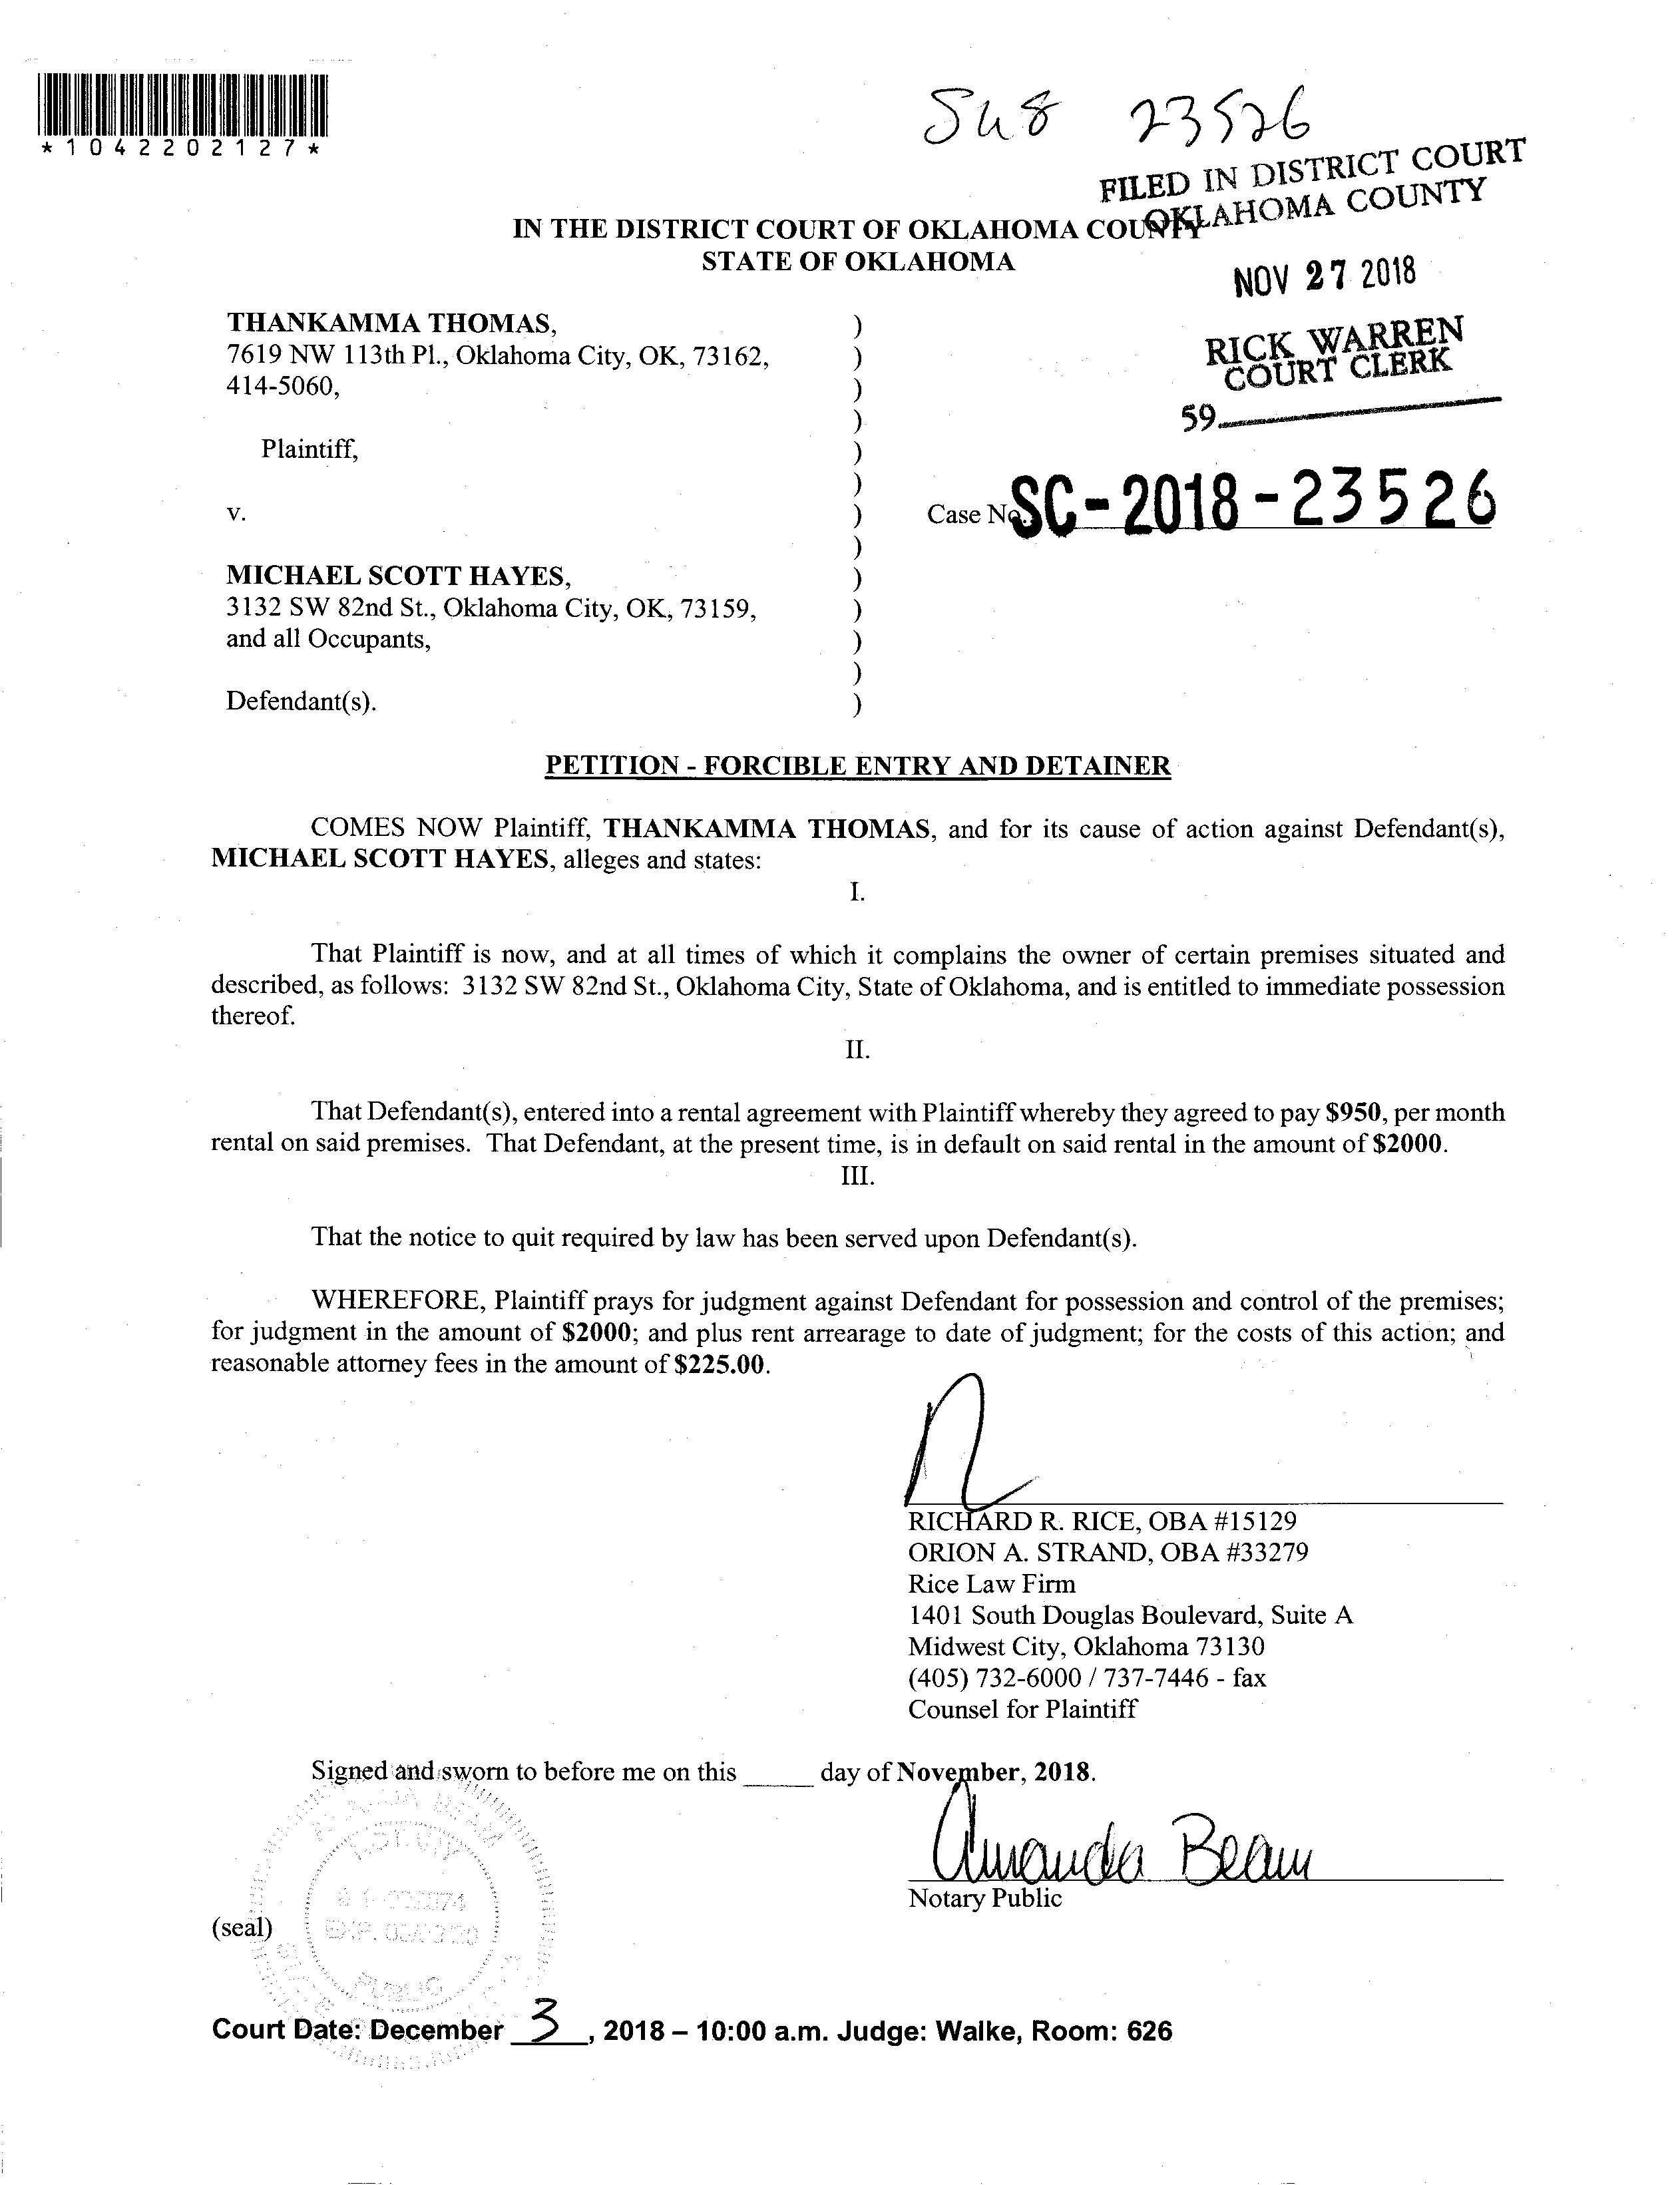 *1042202127*
23526
FILED IN DISTRICT COURT
OKLAHOMA COUNTY
IN THE DISTRICT COURT OF OKLAHOMA COUNTY
STATE OF OKLAHOMA
NOV 27 2018
RICK WARREN
COURT CLERK
59
THANKAMMA THOMAS, )
7619 NW 113th Pl., Oklahoma City, OK, 73162, )
414-5060, )
)
Plaintiff, )
)
v. ) Case No. SC-2018-23526
)
MICHAEL SCOTT HAYES, )
3132 SW 82nd St., Oklahoma City, OK, 73159, )
and all Occupants, )
)
Defendant(s). )
PETITION - FORCIBLE ENTRY AND DETAINER
COMES NOW Plaintiff, THANKAMMA THOMAS, and for its cause of action against Defendant(s),
MICHAEL SCOTT HAYES, alleges and states:
I.
That Plaintiff is now, and at all times of which it complains the owner of certain premises situated and
described, as follows: 3132 SW 82nd St., Oklahoma City, State of Oklahoma, and is entitled to immediate possession
thereof.
II.
That Defendant(s), entered into a rental agreement with Plaintiff whereby they agreed to pay $950, per month
rental on said premises. That Defendant, at the present time, is in default on said rental in the amount of $2000.
III.
That the notice to quit required by law has been served upon Defendant(s).
WHEREFORE, Plaintiff prays for judgment against Defendant for possession and control of the premises;
for judgment in the amount of $2000; and plus rent arrearage to date of judgment; for the costs of this action; and
reasonable attorney fees in the amount of $225.00.
RICHARD R. RICE, OBA #15129
ORION A. STRAND, OBA #33279
Rice Law Firm
1401 South Douglas Boulevard, Suite A
Midwest City, Oklahoma 73130
(405) 732-6000 / 737-7446 - fax
Counsel for Plaintiff
Signed and sworn to before me on this _____ day of November, 2018.
Amanda Beam
Notary Public
(seal)
Court Date: December 3, 2018 – 10:00 a.m. Judge: Walke, Room: 626